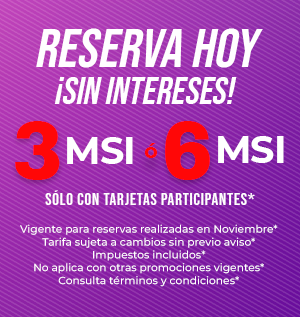 RESERVA HOY
¡SIN INTERESES!
3 MSI ó 6 MSI
SÓLO CON TARJETAS PARTICIPANTES*
Vigente para reservas realizadas en Noviembre*
Tarifa sujeta a cambios sin previo aviso*
Impuestos incluidos*
No aplica con otras promociones vigentes*
Consulta términos y condiciones*